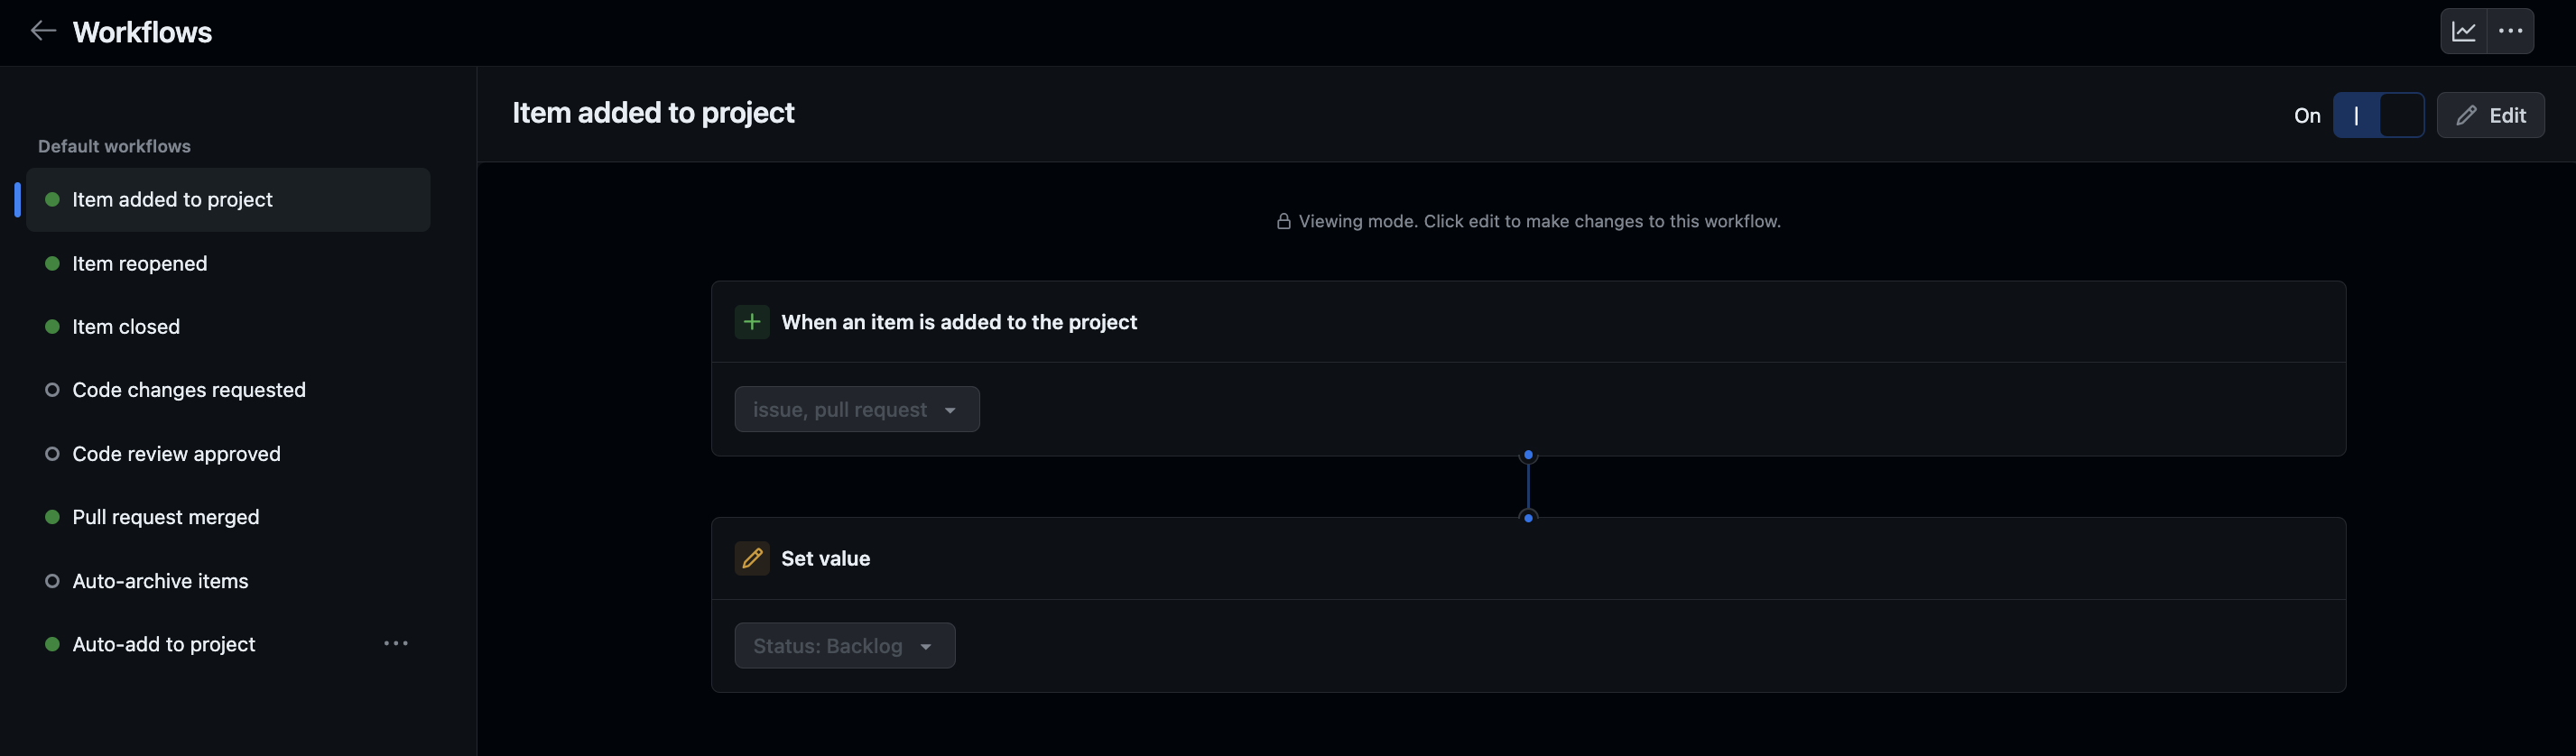 Workflows
Default workflows
Item added to project
Item reopened
Item closed
Code changes requested
Code review approved
Pull request merged
Auto-archive items
Auto-add to project
Item added to project
On
Edit
Viewing mode. Click edit to make changes to this workflow.
When an item is added to the project
issue, pull request
Set value
Status: Backlog